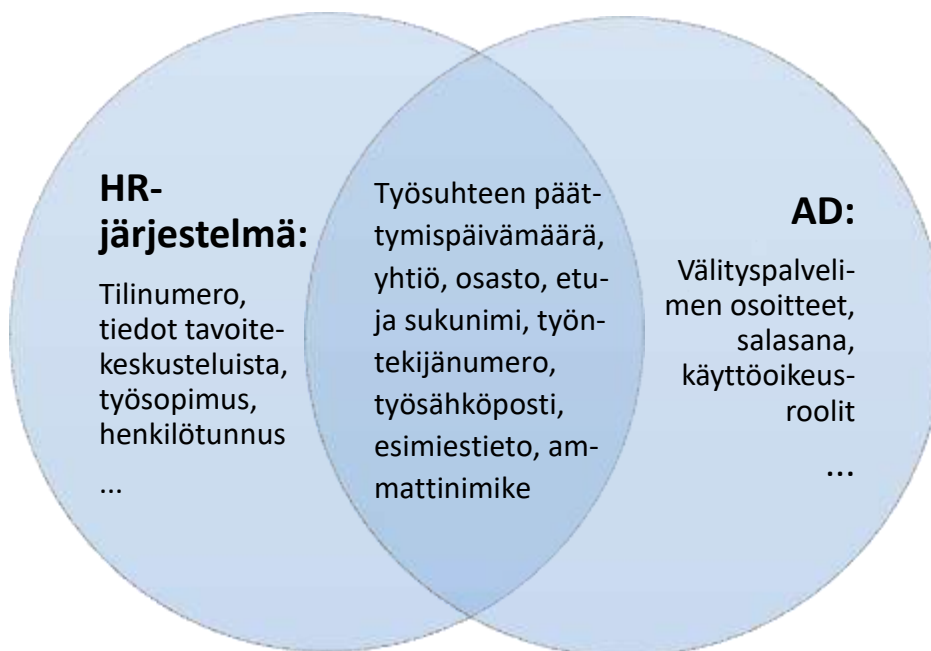 HR-
järjestelmä:
Tilinumero,
tiedot tavoite-
keskusteluista,
työsopimus,
henkilötunnus
...
Työsuhteen päät-
tymispäivämäärä,
yhtiö, osasto, etu-
ja sukunimi, työn-
tekijänumero,
työsähköposti,
esimiestieto, am-
mattinimike
AD:
Välityspalveli-
men osoitteet,
salasana,
käyttöoikeus-
roolit
...